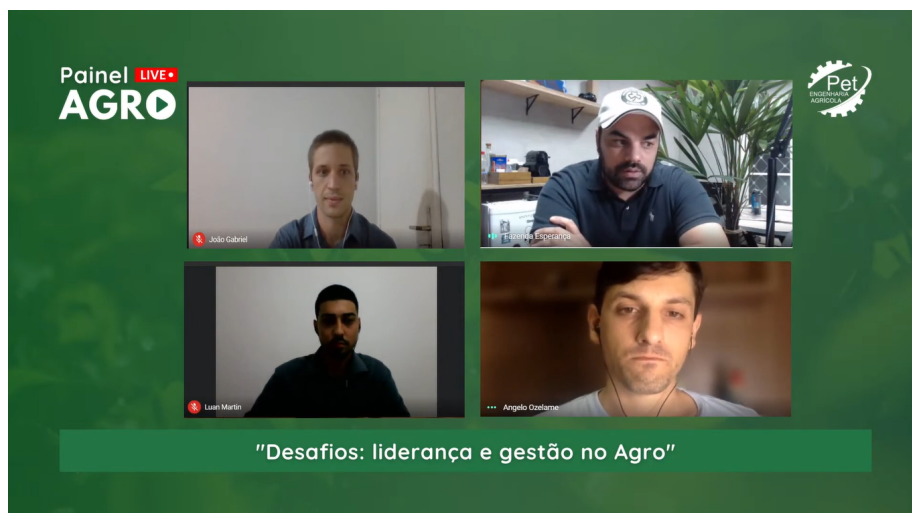 Painel LIVE
AGRO
Pet
ENGENHARIA
AGRÍCOLA
João Gabriel
Fazenda Esperança
Luan Martin
Angelo Ozelame
"Desafios: liderança e gestão no Agro"